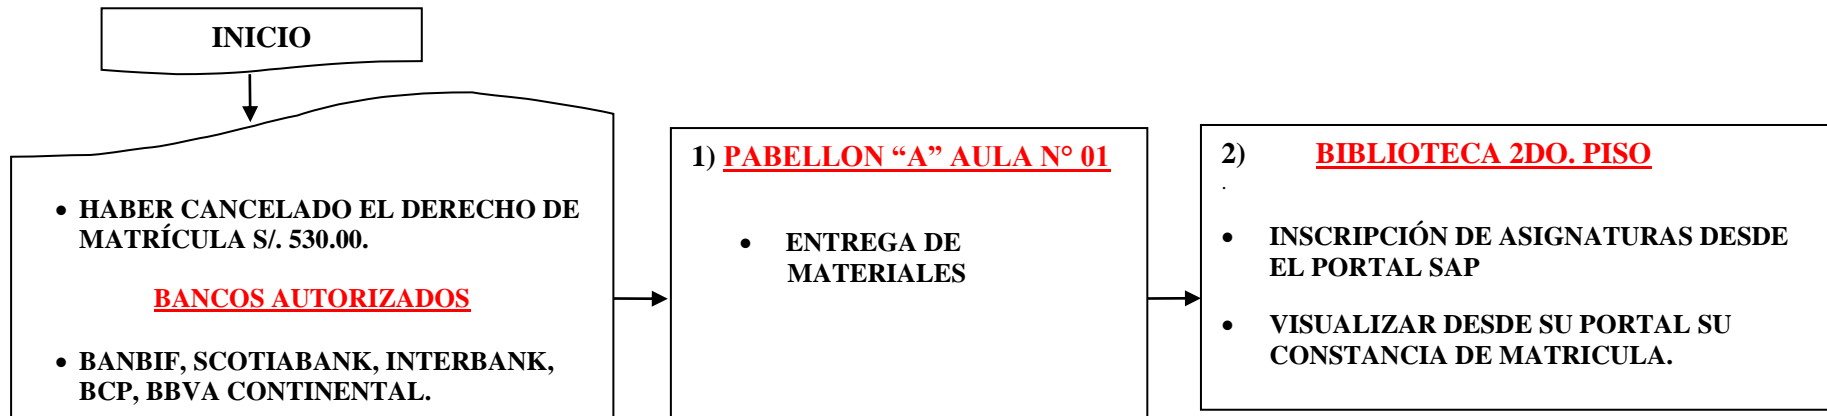 INICIO
• HABER CANCELADO EL DERECHO DE
MATRÍCULA S/. 530.00.
BANCOS AUTORIZADOS
• BANBIF, SCOTIABANK, INTERBANK,
BCP, BBVA CONTINENTAL.
1) PABELLON “A” AULA N° 01
• ENTREGA DE
MATERIALES
2) BIBLIOTECA 2DO. PISO
.
• INSCRIPCIÓN DE ASIGNATURAS DESDE
EL PORTAL SAP
• VISUALIZAR DESDE SU PORTAL SU
CONSTANCIA DE MATRICULA.